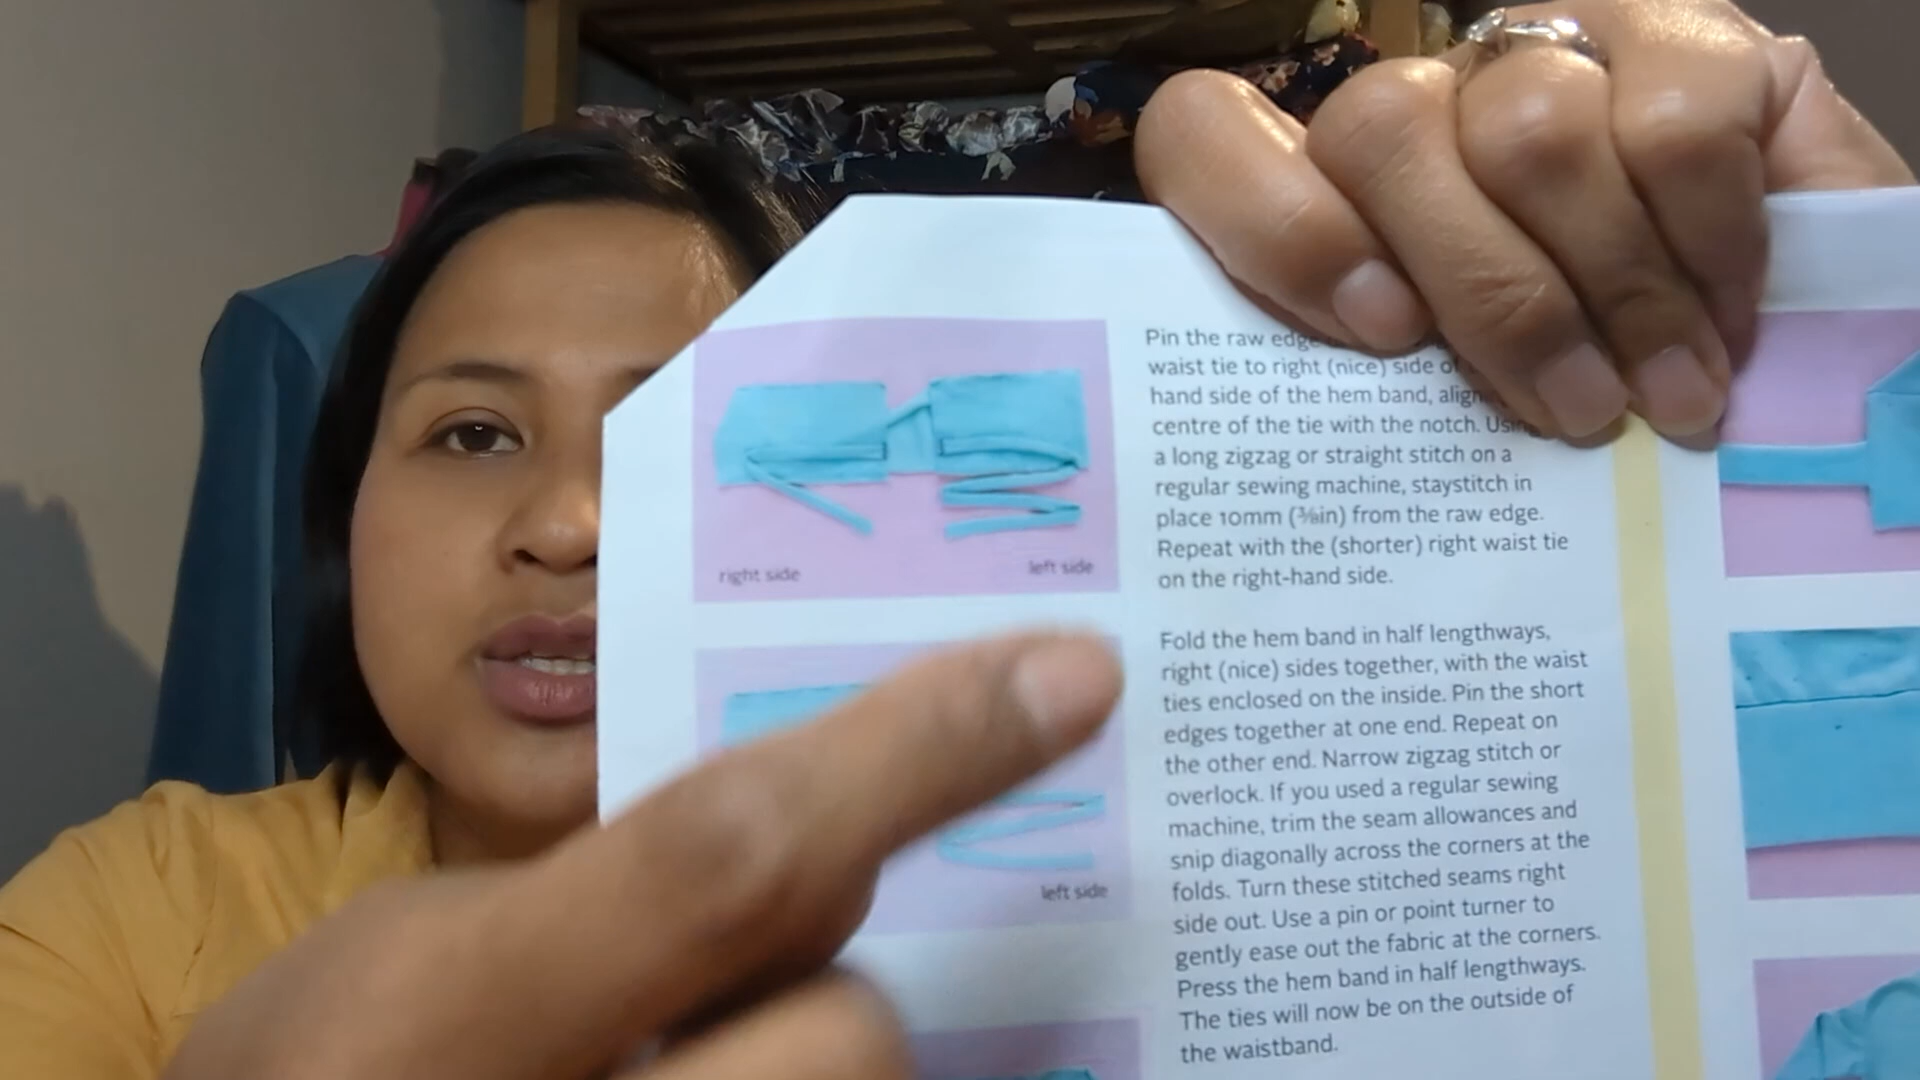 Pin the raw edge
waist tie to right (nice) side of
hand side of the hem band, align
centre of the tie with the notch. Using
a long zigzag or straight stitch on a
regular sewing machine, staystitch in
place 10mm (⅜in) from the raw edge.
Repeat with the (shorter) right waist tie
on the right-hand side.
right side
left side
Fold the hem band in half lengthways,
right (nice) sides together, with the waist
ties enclosed on the inside. Pin the short
edges together at one end. Repeat on
the other end. Narrow zigzag stitch or
overlock. If you used a regular sewing
machine, trim the seam allowances and
snip diagonally across the corners at the
folds. Turn these stitched seams right
side out. Use a pin or point turner to
gently ease out the fabric at the corners.
Press the hem band in half lengthways.
The ties will now be on the outside of
the waistband.
left side